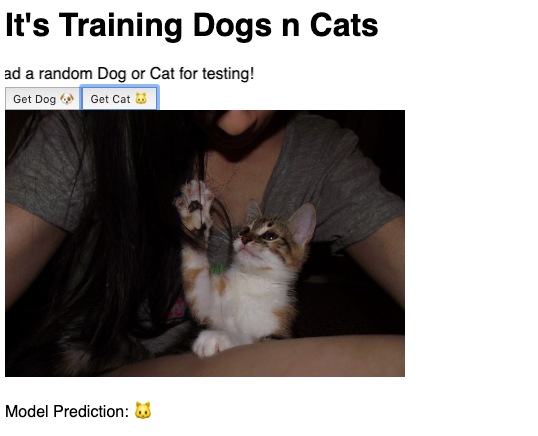 It's Training Dogs n Cats
ad a random Dog or Cat for testing!
Get Dog 🐶 Get Cat 🐱
Model Prediction: 🐱